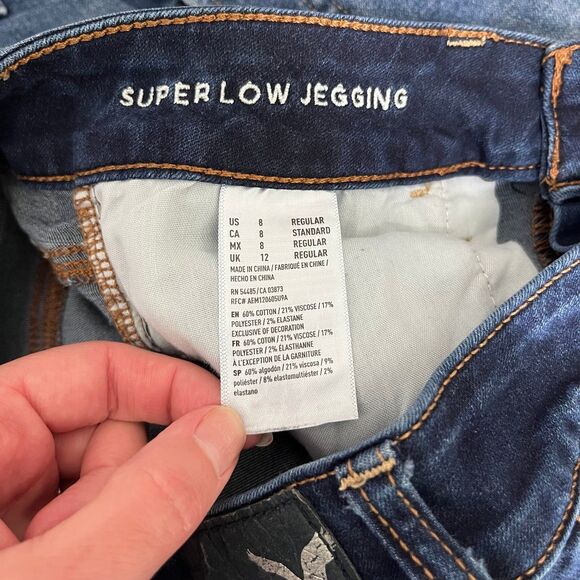 SUPER LOW JEGGING
US 8 REGULAR
CA 8 STANDARD
MX 8 REGULAR
UK 12 REGULAR
MADE IN CHINA / FABRIQUÉ EN CHINE /
HECHO EN CHINA
RN 54485/CA 03873
RFC# AEM120605U9A
EN 60% COTTON / 21% VISCOSE / 17%
POLYESTER / 2% ELASTANE
EXCLUSIVE OF DECORATION
FR 60% COTON / 21% VISCOSE / 17%
POLYESTER / 2% ÉLASTHANNE
À L'EXCEPTION DE LA GARNITURE
SP 60% algodón / 21% viscosa / 9%
poliéster / 8% elastomultiéster / 2%
elastano